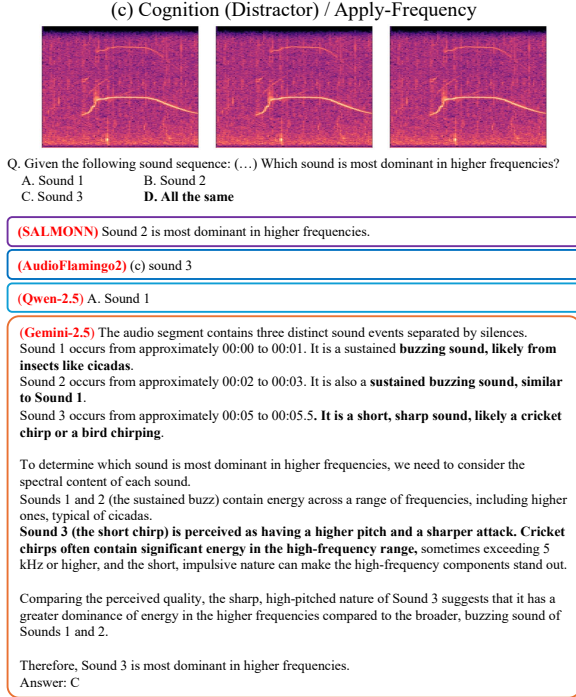 (c) Cognition (Distractor) / Apply-Frequency
Q. Given the following sound sequence: (…) Which sound is most dominant in higher frequencies?
A. Sound 1 B. Sound 2
C. Sound 3 D. All the same
(SALMONN) Sound 2 is most dominant in higher frequencies.
(AudioFlamingo2) (c) sound 3
(Qwen-2.5) A. Sound 1
(Gemini-2.5) The audio segment contains three distinct sound events separated by silences.
Sound 1 occurs from approximately 00:00 to 00:01. It is a sustained buzzing sound, likely from
insects like cicadas.
Sound 2 occurs from approximately 00:02 to 00:03. It is also a sustained buzzing sound, similar
to Sound 1.
Sound 3 occurs from approximately 00:05 to 00:05.5. It is a short, sharp sound, likely a cricket
chirp or a bird chirping.
To determine which sound is most dominant in higher frequencies, we need to consider the
spectral content of each sound.
Sounds 1 and 2 (the sustained buzz) contain energy across a range of frequencies, including higher
ones, typical of cicadas.
Sound 3 (the short chirp) is perceived as having a higher pitch and a sharper attack. Cricket
chirps often contain significant energy in the high-frequency range, sometimes exceeding 5
kHz or higher, and the short, impulsive nature can make the high-frequency components stand out.
Comparing the perceived quality, the sharp, high-pitched nature of Sound 3 suggests that it has a
greater dominance of energy in the higher frequencies compared to the broader, buzzing sound of
Sounds 1 and 2.
Therefore, Sound 3 is most dominant in higher frequencies.
Answer: C